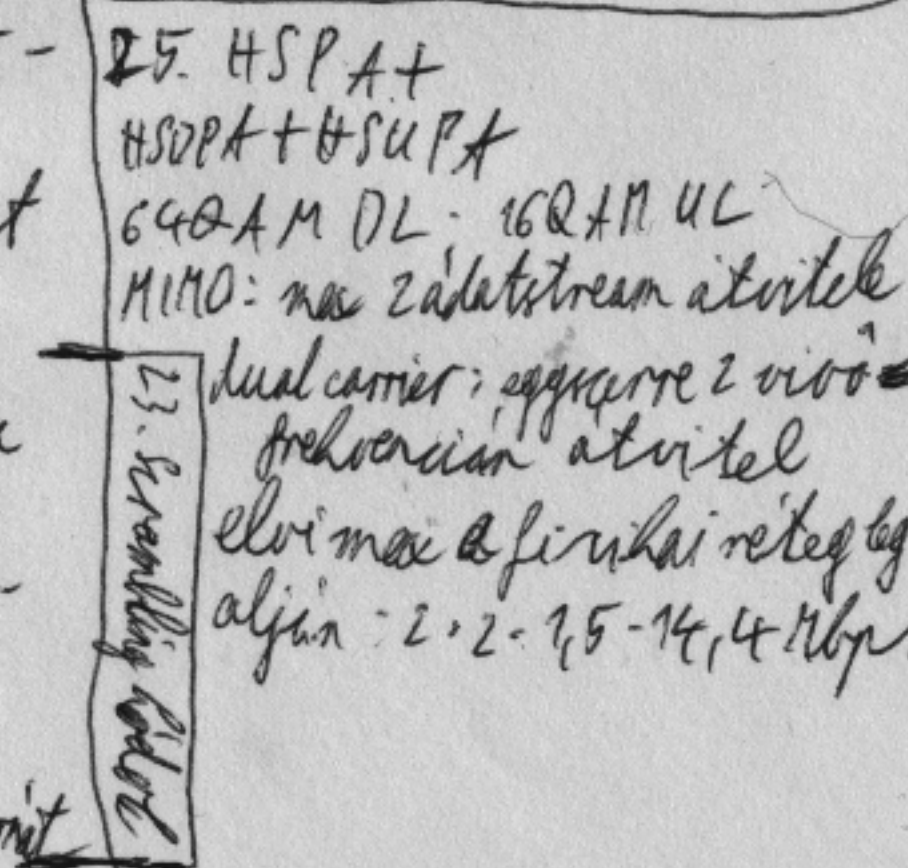 25. HSPA+
HSDPA+HSUPA
64QAM DL. 16QAM UL
MIMO: max 2 adatstream átvitele
dual carrier: egyszerre 2 vivő
frekvencián átvitel
elvi max a fizikai réteg leg
alján: 2·2·1,5·14,4 Mbp
23. Scrambling kódok